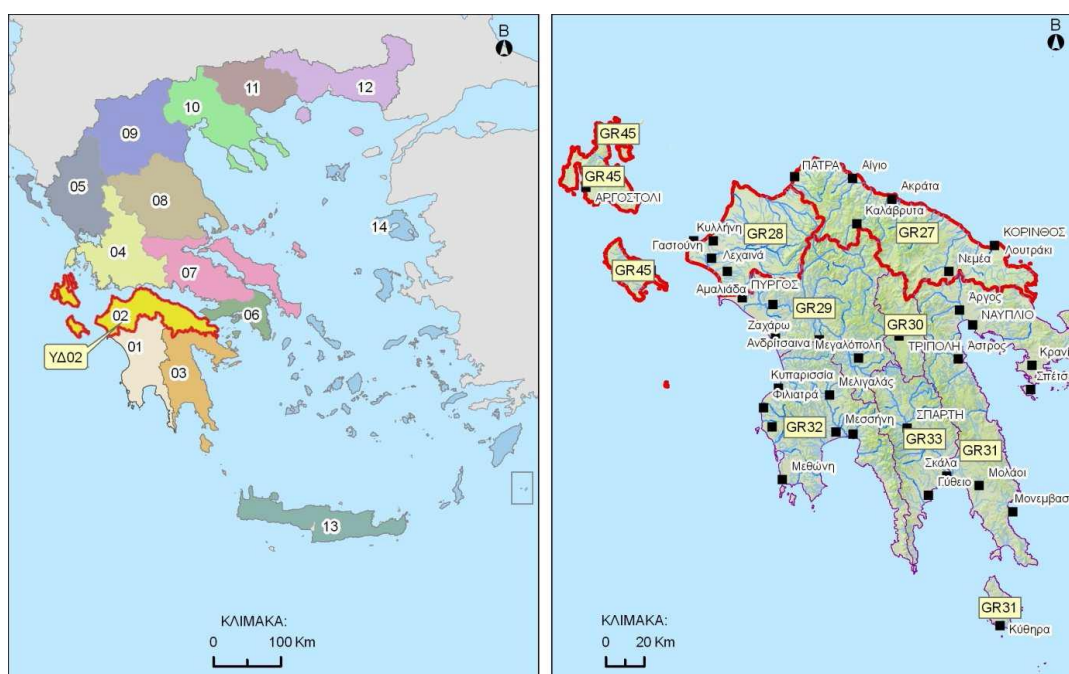 B
12
11
10
09
05
08
14
04
07
02
06
ΥΔ02
01
03
13
ΚΛΙΜΑΚΑ:
0 100 Km
B
GR45
ΠΑΤΡΑ
Αίγιο
GR45
ΑΡΓΟΣΤΟΛΙ
Ακράτα
Καλάβρυτα
Κυλλήνη
GR28
GR27
ΚΟΡΙΝΘΟΣ
Γαστούνη
Λουτράκι
Λεχαινά
GR45
Νεμέα
Αμαλιάδα
ΠΥΡΓΟΣ
Άργος
GR29
ΝΑΥΠΛΙΟ
Ζαχάρω
GR30
Ανδρίτσαινα
Μεγαλόπολη
ΤΡΙΠΟΛΗ
Άστρος
Κρανί
Σπέτσ
Κυπαρισσία
Μελιγαλάς
Φιλιατρά
ΣΠΑΡΤΗ
GR32
Μεσσήνη
GR33
GR31
Σκάλα
Μεθώνη
Μολάοι
Γύθειο
Μονεμβασ
ΚΛΙΜΑΚΑ:
GR31
0 20 Km
Κύθηρα